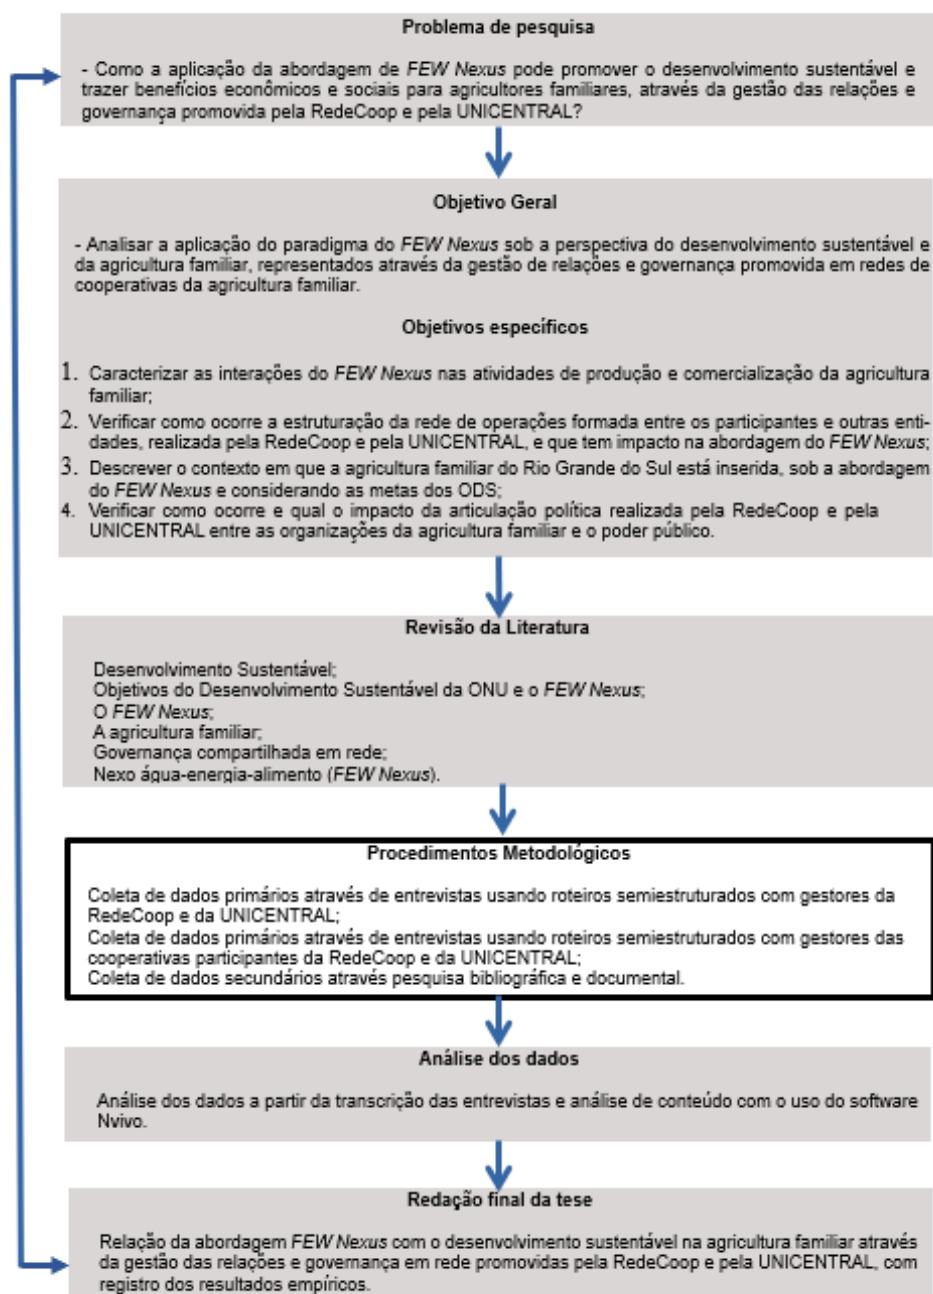 Problema de pesquisa
- Como a aplicação da abordagem de FEW Nexus pode promover o desenvolvimento sustentável e
trazer benefícios econômicos e sociais para agricultores familiares, através da gestão das relações e
governança promovida pela RedeCoop e pela UNICENTRAL?
Objetivo Geral
- Analisar a aplicação do paradigma do FEW Nexus sob a perspectiva do desenvolvimento sustentável e
da agricultura familiar, representados através da gestão de relações e governança promovida em redes de
cooperativas da agricultura familiar.
Objetivos específicos
1. Caracterizar as interações do FEW Nexus nas atividades de produção e comercialização da agricultura
familiar;
2. Verificar como ocorre a estruturação da rede de operações formada entre os participantes e outras enti-
dades, realizada pela RedeCoop e pela UNICENTRAL, e que tem impacto na abordagem do FEW Nexus;
3. Descrever o contexto em que a agricultura familiar do Rio Grande do Sul está inserida, sob a abordagem
do FEW Nexus e considerando as metas dos ODS;
4. Verificar como ocorre e qual o impacto da articulação política realizada pela RedeCoop e pela
UNICENTRAL entre as organizações da agricultura familiar e o poder público.
Revisão da Literatura
Desenvolvimento Sustentável;
Objetivos do Desenvolvimento Sustentável da ONU e o FEW Nexus;
O FEW Nexus;
A agricultura familiar;
Governança compartilhada em rede;
Nexo água-energia-alimento (FEW Nexus).
Procedimentos Metodológicos
Coleta de dados primários através de entrevistas usando roteiros semiestruturados com gestores da
RedeCoop e da UNICENTRAL;
Coleta de dados primários através de entrevistas usando roteiros semiestruturados com gestores das
cooperativas participantes da RedeCoop e da UNICENTRAL;
Coleta de dados secundários através pesquisa bibliográfica e documental.
Análise dos dados
Análise dos dados a partir da transcrição das entrevistas e análise de conteúdo com o uso do software
Nvivo.
Redação final da tese
Relação da abordagem FEW Nexus com o desenvolvimento sustentável na agricultura familiar através
da gestão das relações e governança em rede promovidas pela RedeCoop e pela UNICENTRAL, com
registro dos resultados empíricos.